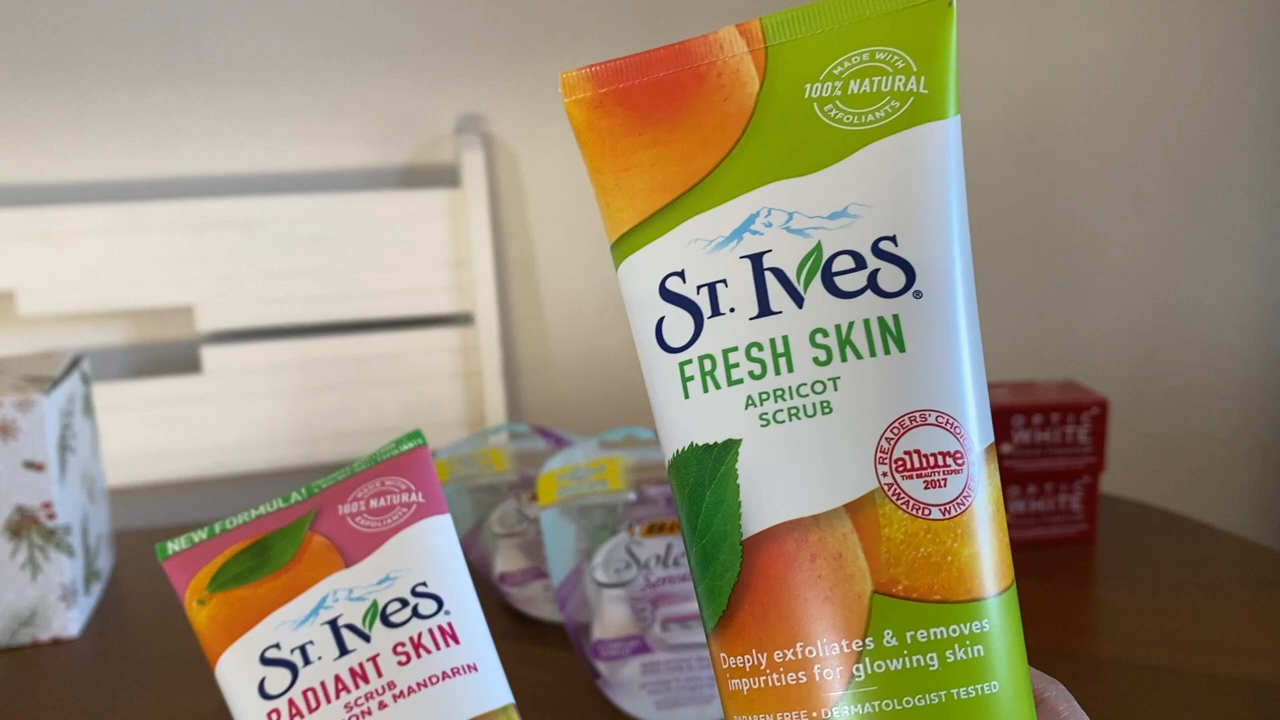 MADE WITH
100% NATURAL
EXFOLIANTS
ST. IVES®
FRESH SKIN
APRICOT
SCRUB
READERS' CHOICE
allure
THE BEAUTY EXPERT
2017
AWARD WINNER
Deeply exfoliates & removes
impurities for glowing skin
PARABEN FREE • DERMATOLOGIST TESTED
NEW FORMULA!
MADE WITH
100% NATURAL
EXFOLIANTS
ST. IVES
RADIANT SKIN
SCRUB
& MANDARIN
OPTIC
WHITE
OPTIC
WHITE